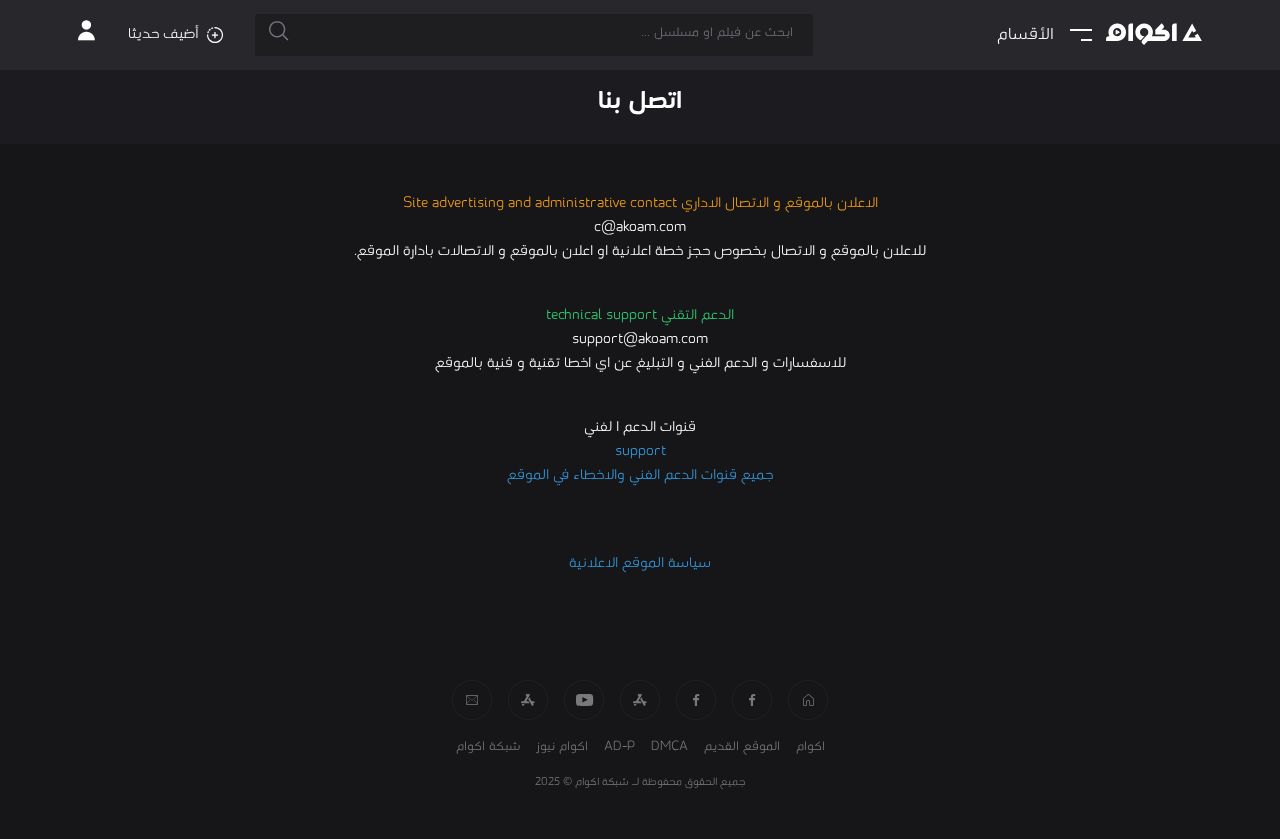 اكوام
الأقسام
ابحث عن فيلم او مسلسل ...
أضيف حديثا
اتصل بنا
الاعلان بالموقع و الاتصال الاداري Site advertising and administrative contact
c@akoam.com
للاعلان بالموقع و الاتصال بخصوص حجز خطة اعلانية او اعلان بالموقع و الاتصالات بادارة الموقع.
الدعم التقني technical support
support@akoam.com
للاسفسارات و الدعم الفني و التبليغ عن اي اخطا تقنية و فنية بالموقع
قنوات الدعم ا لفني
support
جميع قنوات الدعم الفني والاخطاء في الموقع
سياسة الموقع الاعلانية
اكوام الموقع القديم DMCA AD-P اكوام نيوز شبكة اكوام
جميع الحقوق محفوظة لـ شبكة اكوام © 2025